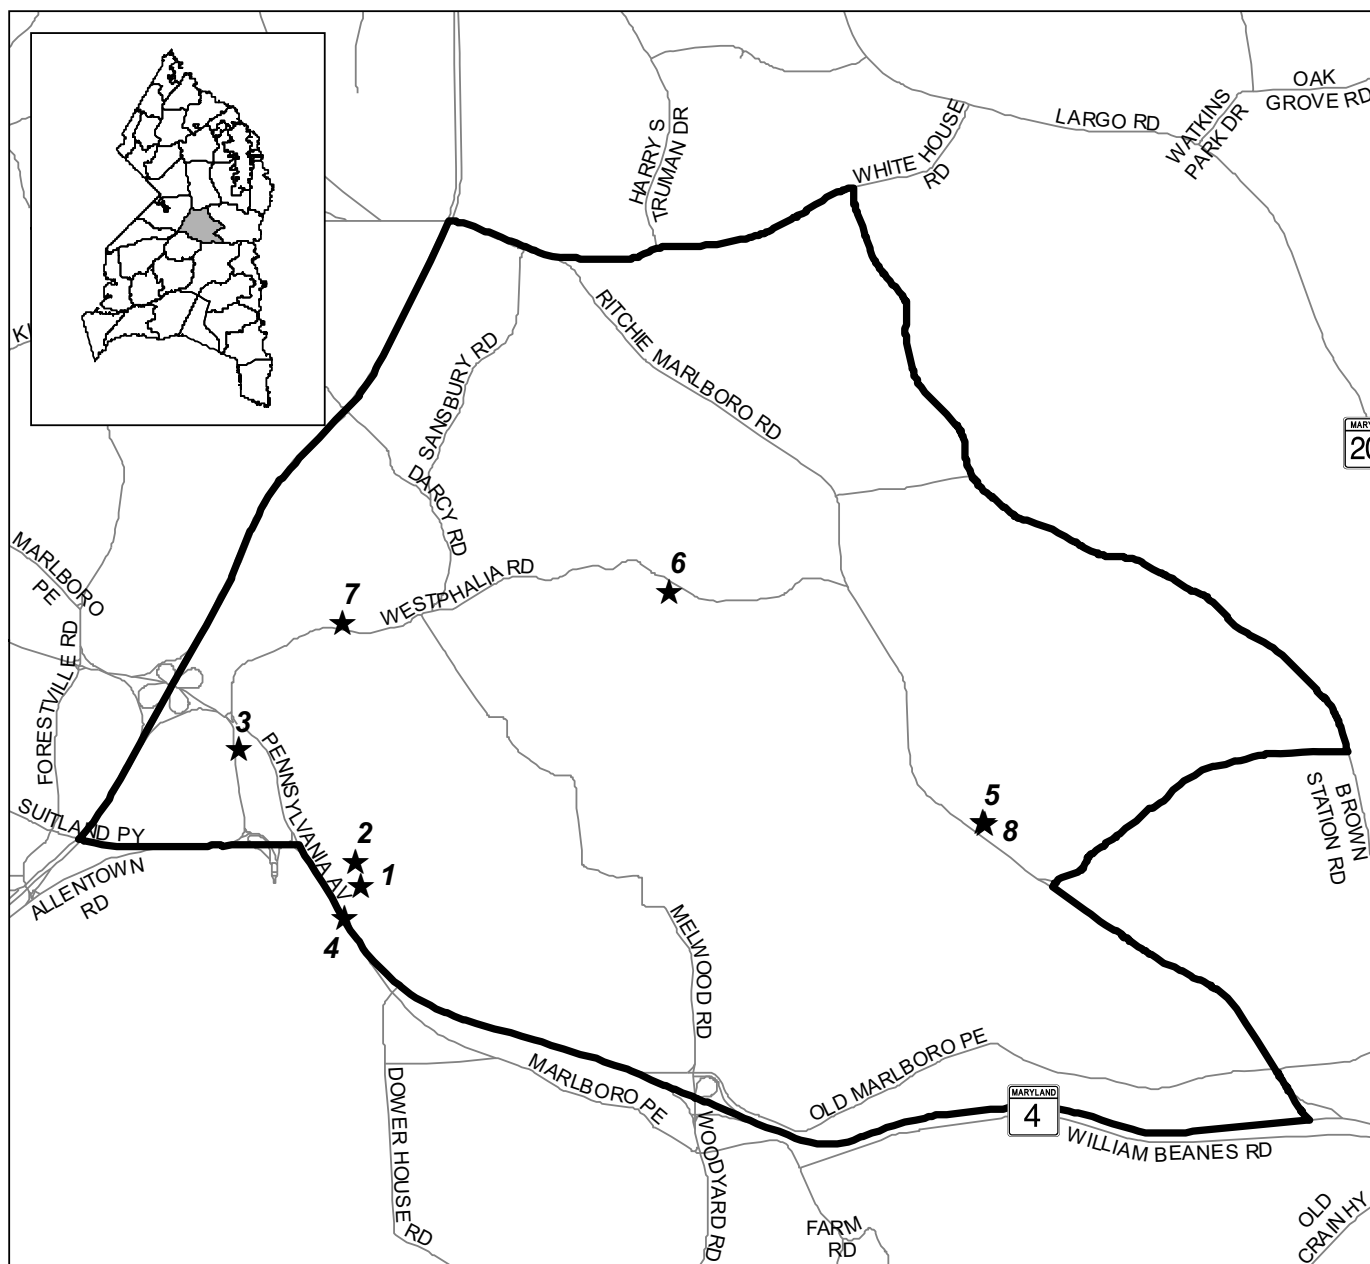 OAK
GROVE RD
WATKINS
PARK DR
LARGO RD
WHITE HOUSE
RD
HARRY S
TRUMAN DR
RITCHIE MARLBORO RD
SANSBURY RD
D DARCY RD
MARLBORO
PE
WESTPHALIA RD
6
7
FORESTVILLE RD
3
PENNSYLVANIA AV
SUITLAND PY
ALLENTOWN
RD
2
1
4
5
8
BROWN
STATION RD
MELWOOD RD
MARLBORO PE
OLD MARLBORO PE
MARYLAND
4
WILLIAM BEANES RD
DOWER HOUSE RD
WOODYARD RD
FARM
RD
OLD
CRAIN HY